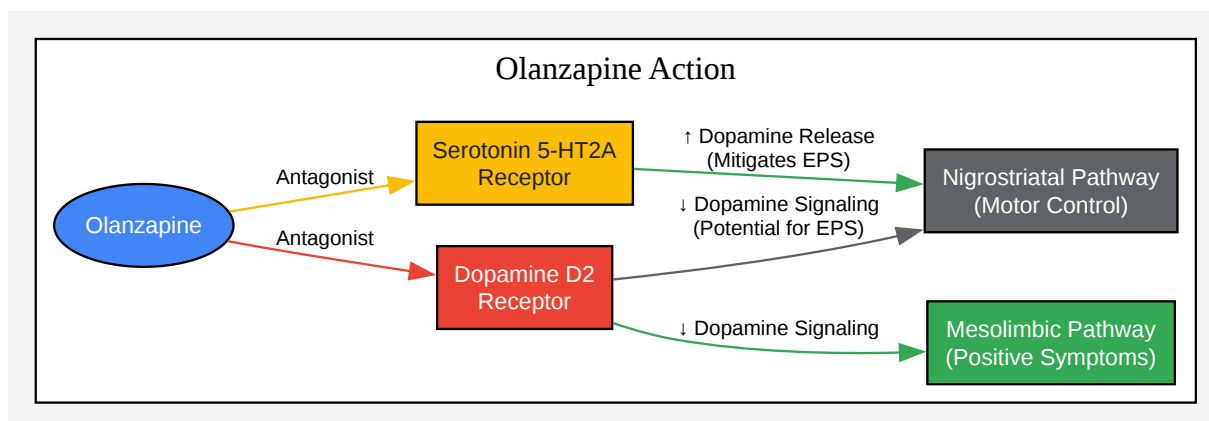 Olanzapine Action
Olanzapine
Antagonist
Antagonist
Serotonin 5-HT2A
Receptor
Dopamine D2
Receptor
↑ Dopamine Release
(Mitigates EPS)
↓ Dopamine Signaling
(Potential for EPS)
↓ Dopamine Signaling
Nigrostriatal Pathway
(Motor Control)
Mesolimbic Pathway
(Positive Symptoms)